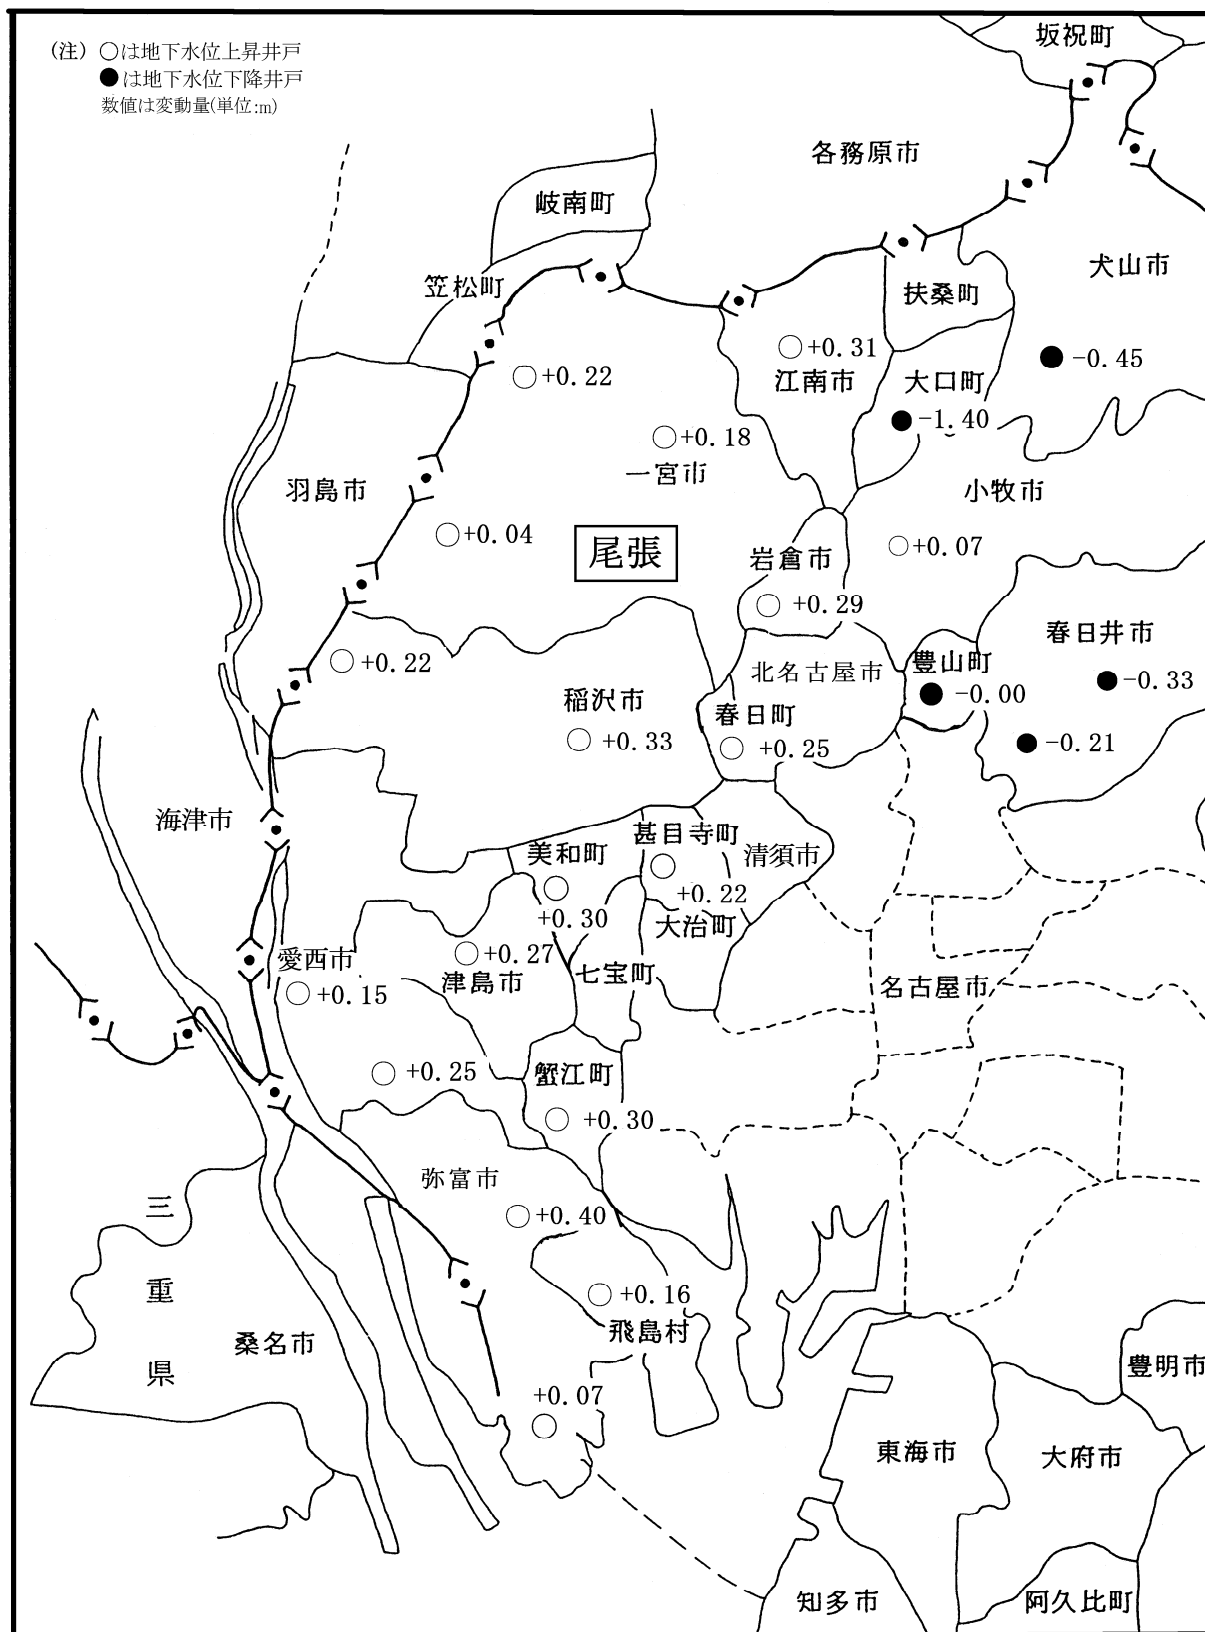 (注) ○は地下水位上昇井戸
●は地下水位下降井戸
数値は変動量(単位:m)
坂祝町
各務原市
岐南町
犬山市
笠松町
扶桑町
+0.31
-0.45
+0.22
江南市
大口町
-1.40
+0.18
一宮市
羽島市
小牧市
+0.04
尾張
岩倉市
+0.07
+0.29
春日井市
+0.22
北名古屋市
豊山町
-0.33
-0.00
稲沢市
春日町
+0.33
+0.25
-0.21
海津市
美和町
甚目寺町
清須市
+0.22
+0.30
大治町
愛西市
+0.27
七宝町
津島市
名古屋市
+0.15
+0.25
蟹江町
+0.30
弥富市
三重県
+0.40
+0.16
飛島村
桑名市
豊明市
+0.07
東海市
大府市
知多市
阿久比町